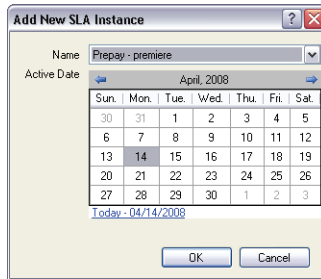 Add New SLA Instance ?
Name Prepay - premiere
Active Date April, 2008
Sun. Mon. Tue. Wed. Thu. Fri. Sat.
30 31 1 2 3 4 5
6 7 8 9 10 11 12
13 14 15 16 17 18 19
20 21 22 23 24 25 26
27 28 29 30 1 2 3
Today - 04/14/2008
OK Cancel